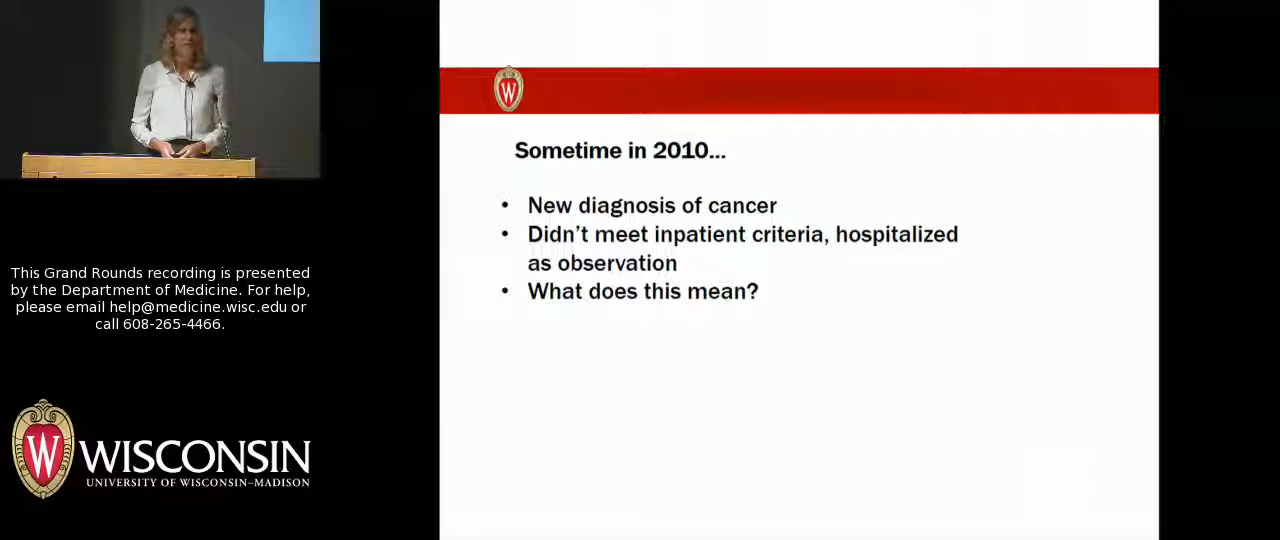 This Grand Rounds recording is presented
by the Department of Medicine. For help,
please email help@medicine.wisc.edu or
call 608-265-4466.
W
WISCONSIN
UNIVERSITY OF WISCONSIN–MADISON
W
Sometime in 2010...
• New diagnosis of cancer
• Didn't meet inpatient criteria, hospitalized
as observation
• What does this mean?